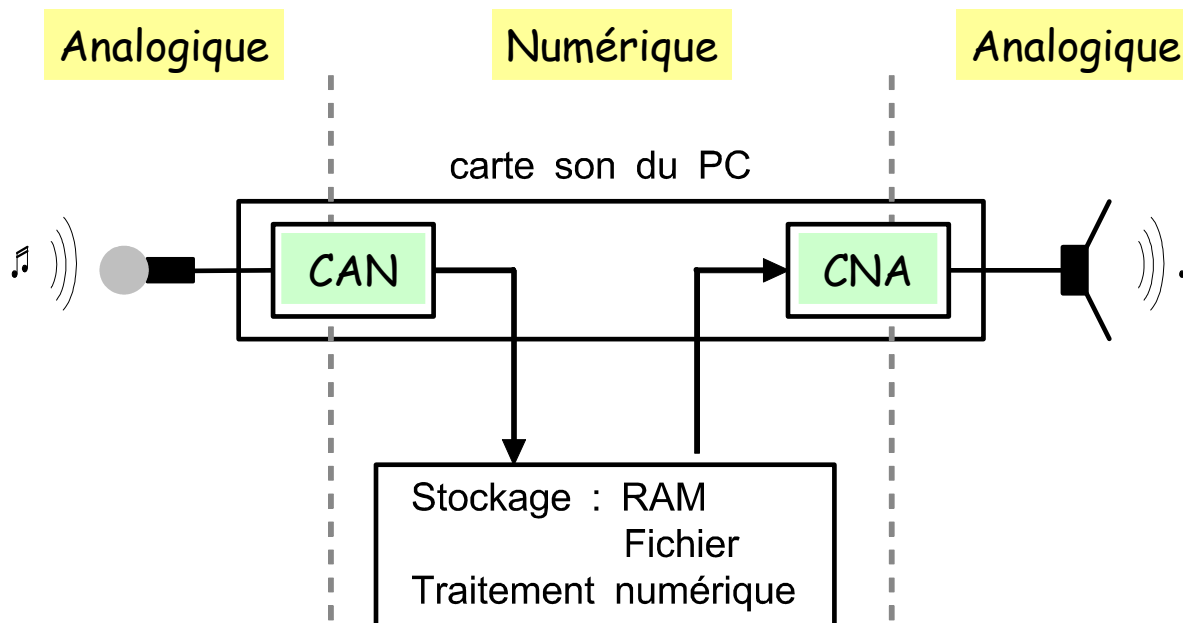 Analogique
Numérique
Analogique
carte son du PC
CAN
CNA
Stockage : RAM
Fichier
Traitement numérique